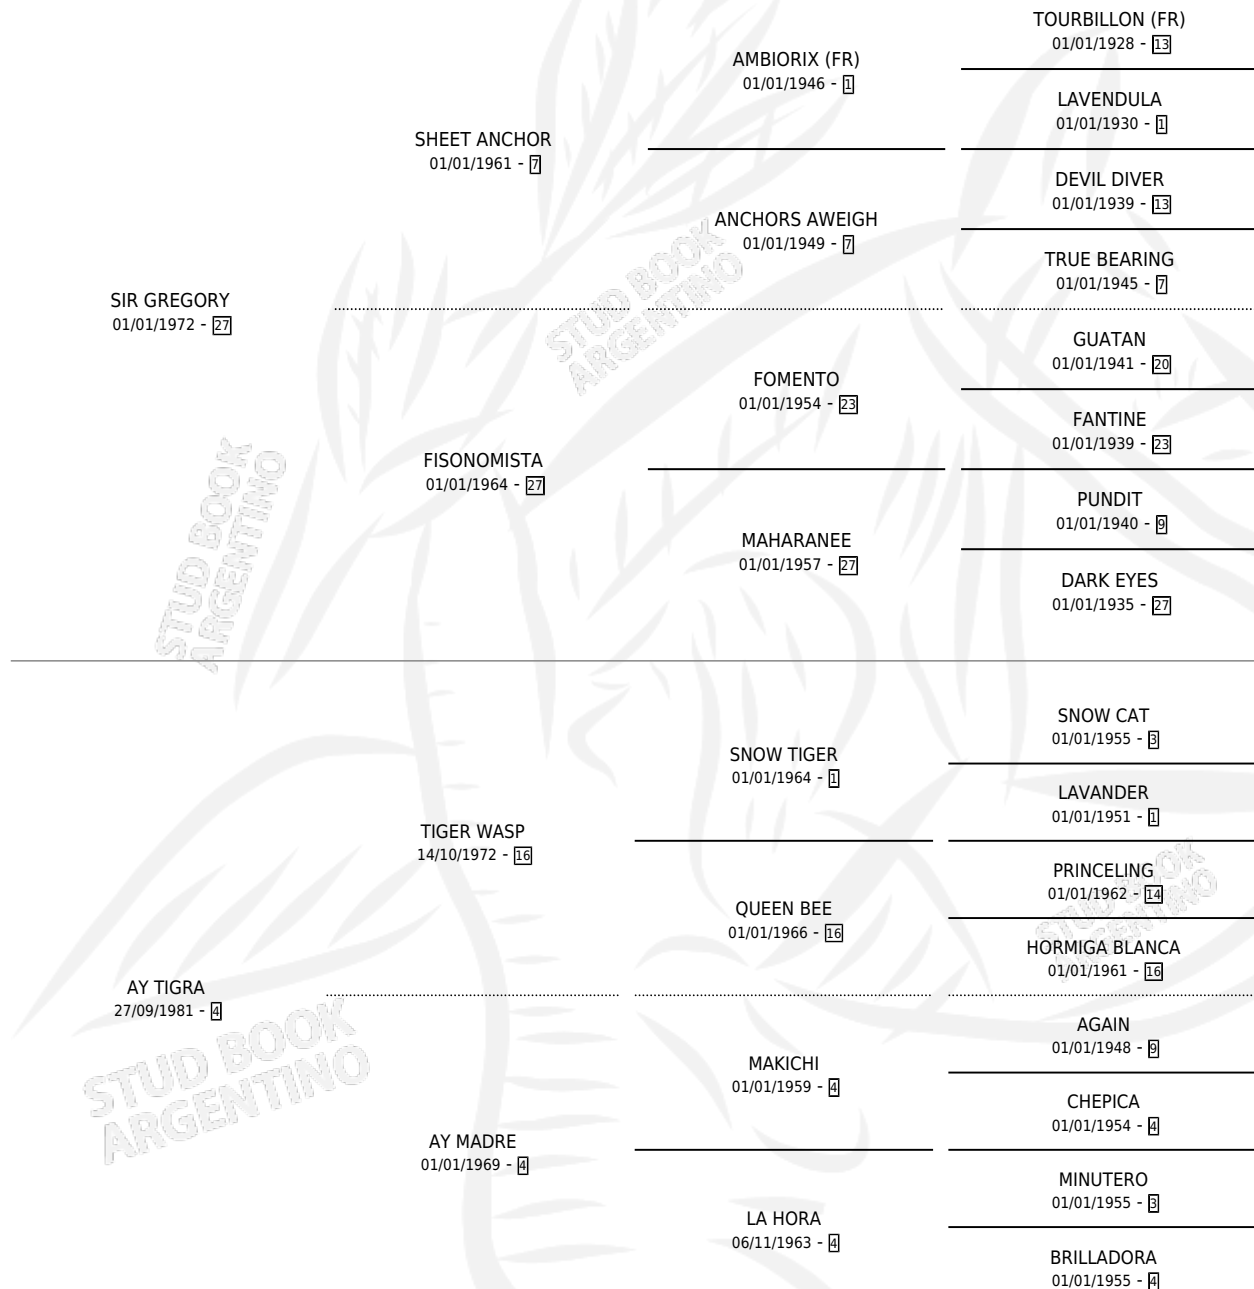 TOURBILLON (FR)
01/01/1928 - 13
AMBIORIX (FR)
01/01/1946 - 1
LAVENDULA
01/01/1930 - 1
SHEET ANCHOR
01/01/1961 - 7
DEVIL DIVER
01/01/1939 - 13
ANCHORS AWEIGH
01/01/1949 - 7
TRUE BEARING
01/01/1945 - 7
SIR GREGORY
01/01/1972 - 27
GUATAN
01/01/1941 - 20
FOMENTO
01/01/1954 - 23
FANTINE
01/01/1939 - 23
FISONOMISTA
01/01/1964 - 27
PUNDIT
01/01/1940 - 9
MAHARANEE
01/01/1957 - 27
DARK EYES
01/01/1935 - 27
SNOW CAT
01/01/1955 - 3
SNOW TIGER
01/01/1964 - 1
LAVANDER
01/01/1951 - 1
TIGER WASP
14/10/1972 - 16
PRINCELING
01/01/1962 - 14
QUEEN BEE
01/01/1966 - 16
HORMIGA BLANCA
01/01/1961 - 16
AY TIGRA
27/09/1981 - 4
AGAIN
01/01/1948 - 9
MAKICHI
01/01/1959 - 4
CHEPICA
01/01/1954 - 4
AY MADRE
01/01/1969 - 4
MINUTERO
01/01/1955 - 3
LA HORA
06/11/1963 - 4
BRILLADORA
01/01/1955 - 4
STUD BOOK
ARGENTINO
STUD BOOK
ARGENTINO
STUD BOOK
ARGENTINO
STUD BOOK
ARGENTINO